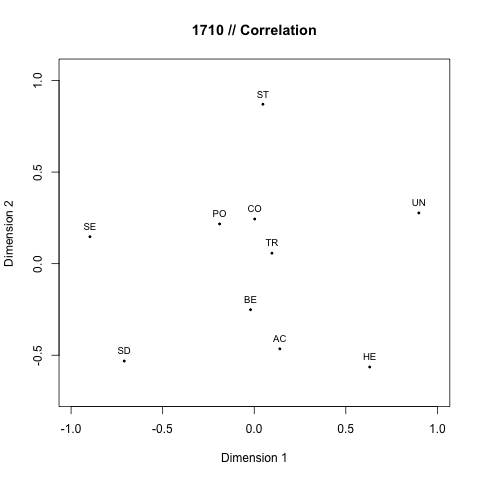 1710 // Correlation
Dimension 2
1.0
0.5
0.0
-0.5
ST
UN
CO
PO
SE
TR
BE
AC
SD
HE
-1.0 -0.5 0.0 0.5 1.0
Dimension 1